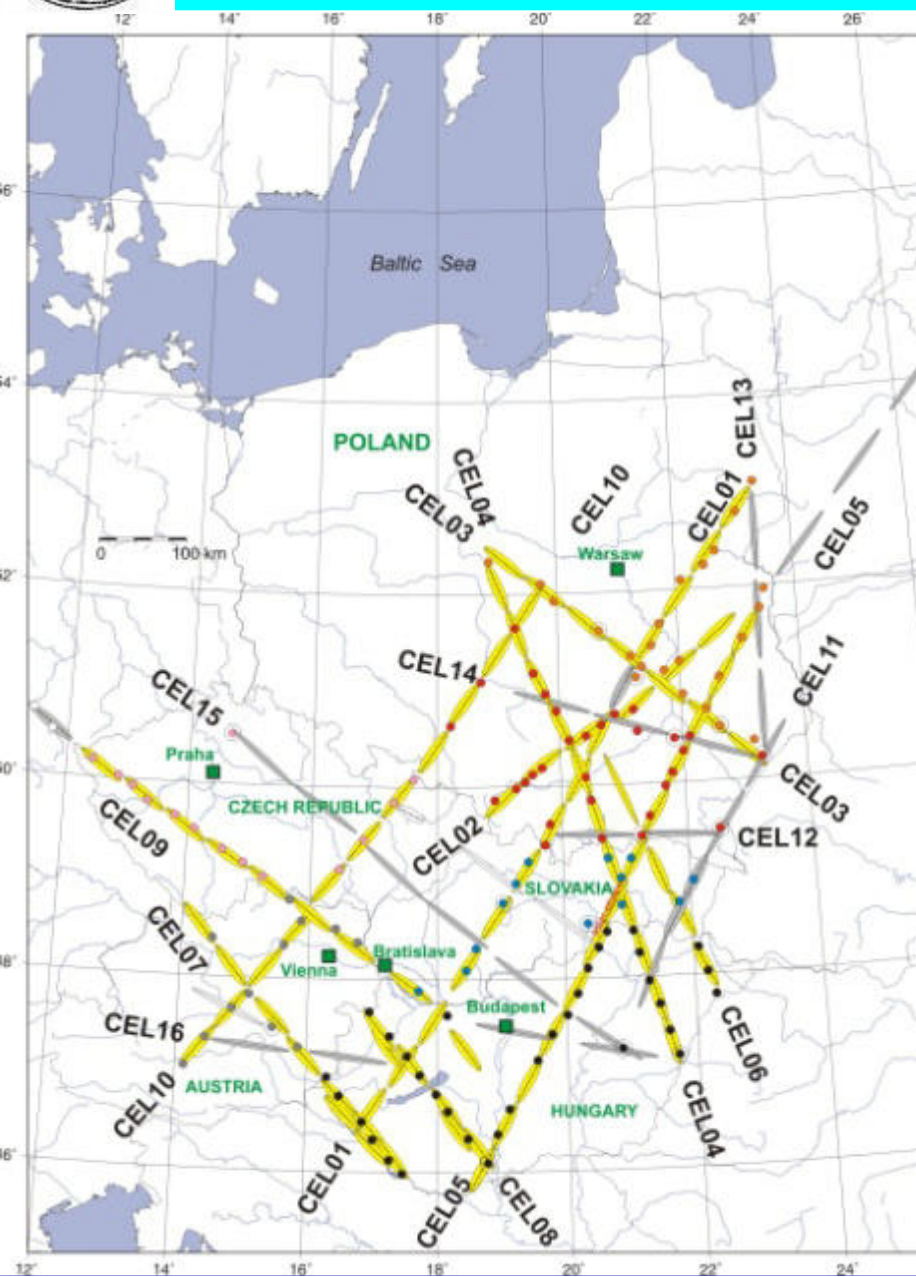 12° 14° 16° 18° 20° 22° 24° 26°
56°
Baltic Sea
54°
CEL13
POLAND
CEL04
CEL10
CEL01
CEL03
CEL05
0 100 km
Warsaw
52°
CEL11
CEL14
CEL15
Praha
50°
CEL03
CZECH REPUBLIC
CEL09
CEL02
CEL12
SLOVAKIA
CEL07
Bratislava
48°
Vienna
Budapest
CEL16
CEL06
AUSTRIA
CEL10
HUNGARY
CEL04
46°
CEL01
CEL05
CEL08
12° 14° 16° 18° 20° 22° 24°